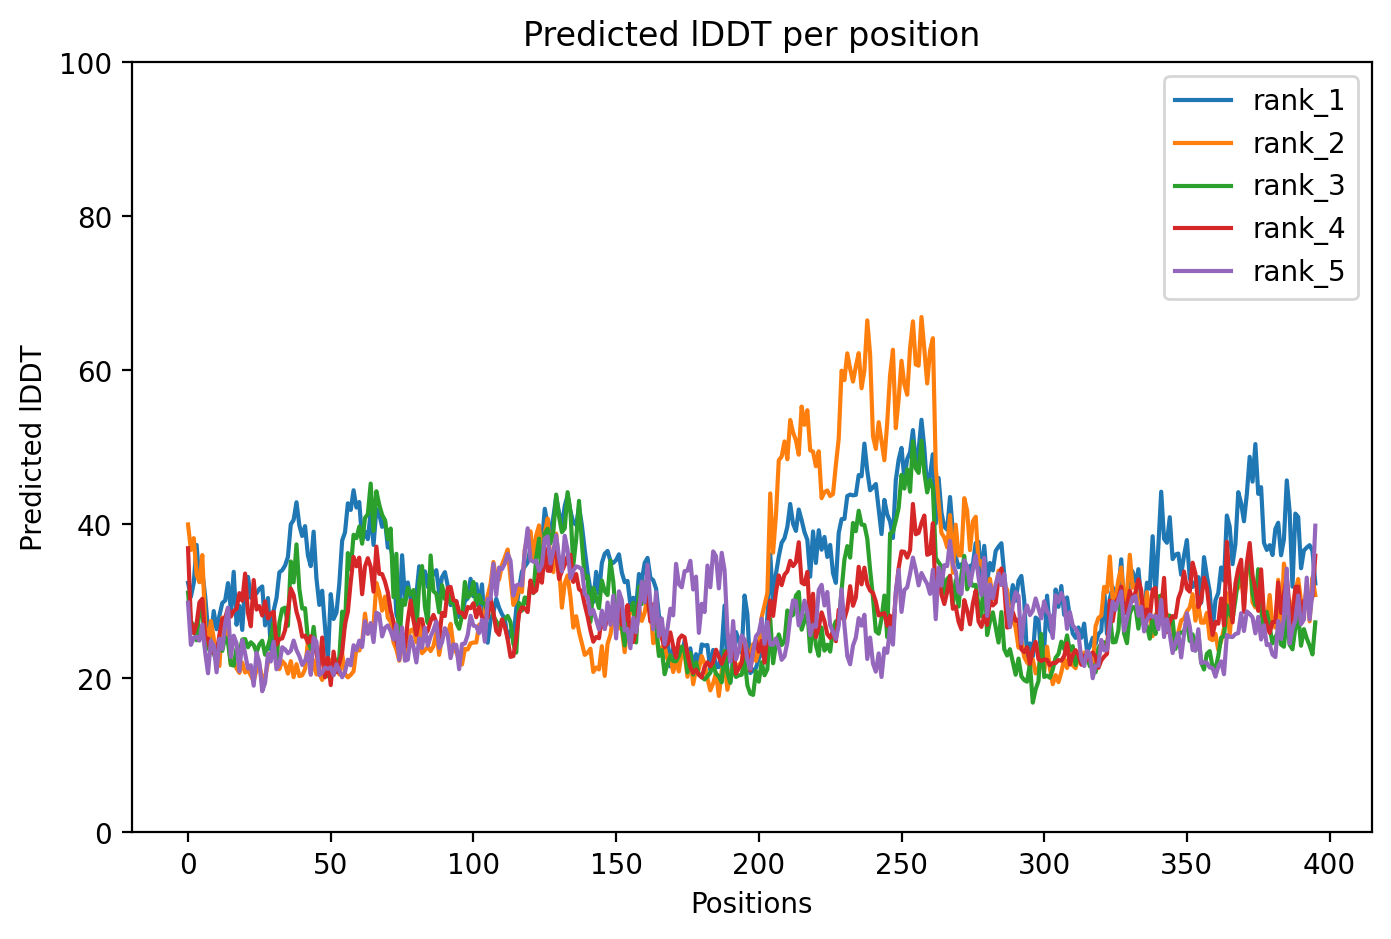 Predicted lDDT per position
100
80
60
40
20
0
Predicted lDDT
rank_1
rank_2
rank_3
rank_4
rank_5
0 50 100 150 200 250 300 350 400
Positions